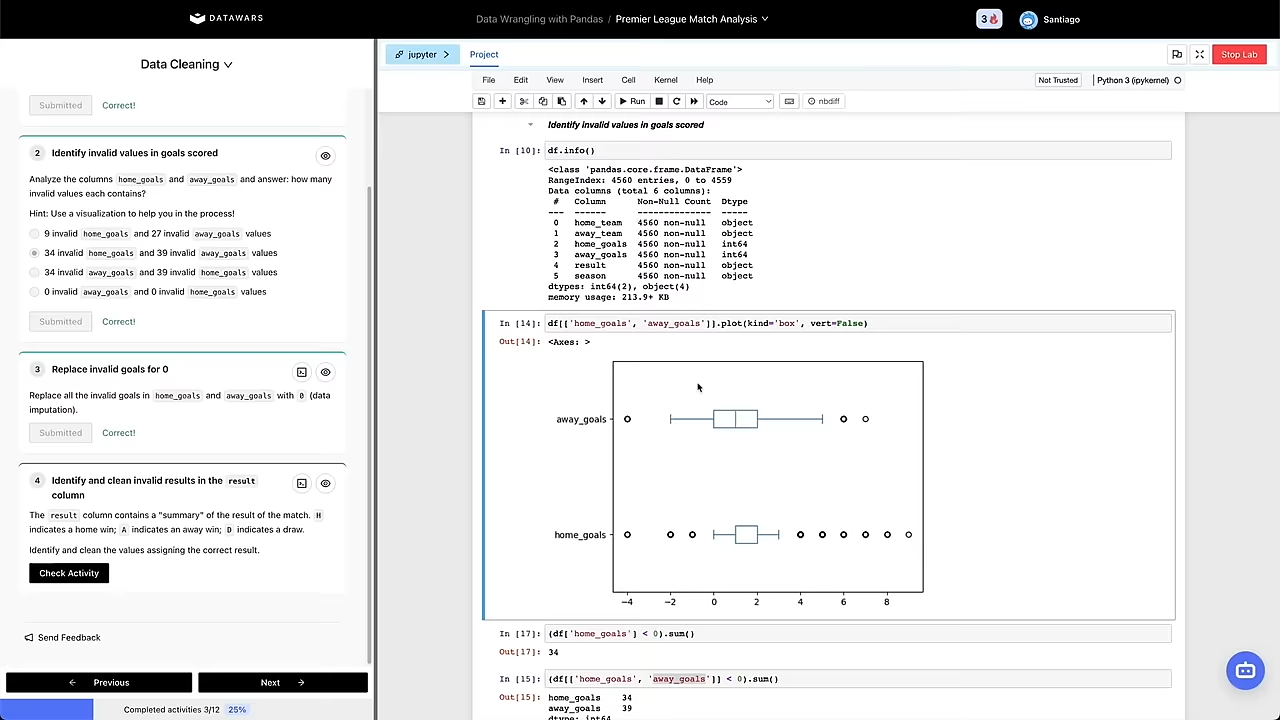 DATAWARS
Data Wrangling with Pandas / Premier League Match Analysis
3
Santiago
Data Cleaning
Submitted Correct!
2 Identify invalid values in goals scored
Analyze the columns home_goals and away_goals and answer: how many
invalid values each contains?
Hint: Use a visualization to help you in the process!
9 invalid home_goals and 27 invalid away_goals values
34 invalid home_goals and 39 invalid away_goals values
34 invalid away_goals and 39 invalid home_goals values
0 invalid away_goals and 0 invalid home_goals values
Submitted Correct!
3 Replace invalid goals for 0
Replace all the invalid goals in home_goals and away_goals with 0 (data
imputation).
Submitted Correct!
4 Identify and clean invalid results in the result
column
The result column contains a "summary" of the result of the match. H
indicates a home win; A indicates an away win; D indicates a draw.
Identify and clean the values assigning the correct result.
Check Activity
Send Feedback
Previous
Next
Completed activities 3/12 25%
jupyter
Project
Stop Lab
File Edit View Insert Cell Kernel Help
Not Trusted
Python 3 (ipykernel)
Run
Code
nbdiff
Identify invalid values in goals scored
In [10]: df.info()
<class 'pandas.core.frame.DataFrame'>
RangeIndex: 4560 entries, 0 to 4559
Data columns (total 6 columns):
# Column Non-Null Count Dtype
--- ------ -------------- -----
0 home_team 4560 non-null object
1 away_team 4560 non-null object
2 home_goals 4560 non-null int64
3 away_goals 4560 non-null int64
4 result 4560 non-null object
5 season 4560 non-null object
dtypes: int64(2), object(4)
memory usage: 213.9+ KB
In [14]: df[['home_goals', 'away_goals']].plot(kind='box', vert=False)
Out[14]: <Axes: >
away_goals
home_goals
−4 −2 0 2 4 6 8
In [17]: (df['home_goals'] < 0).sum()
Out[17]: 34
In [15]: (df[['home_goals', 'away_goals']] < 0).sum()
Out[15]: home_goals 34
away_goals 39
dtype: int64